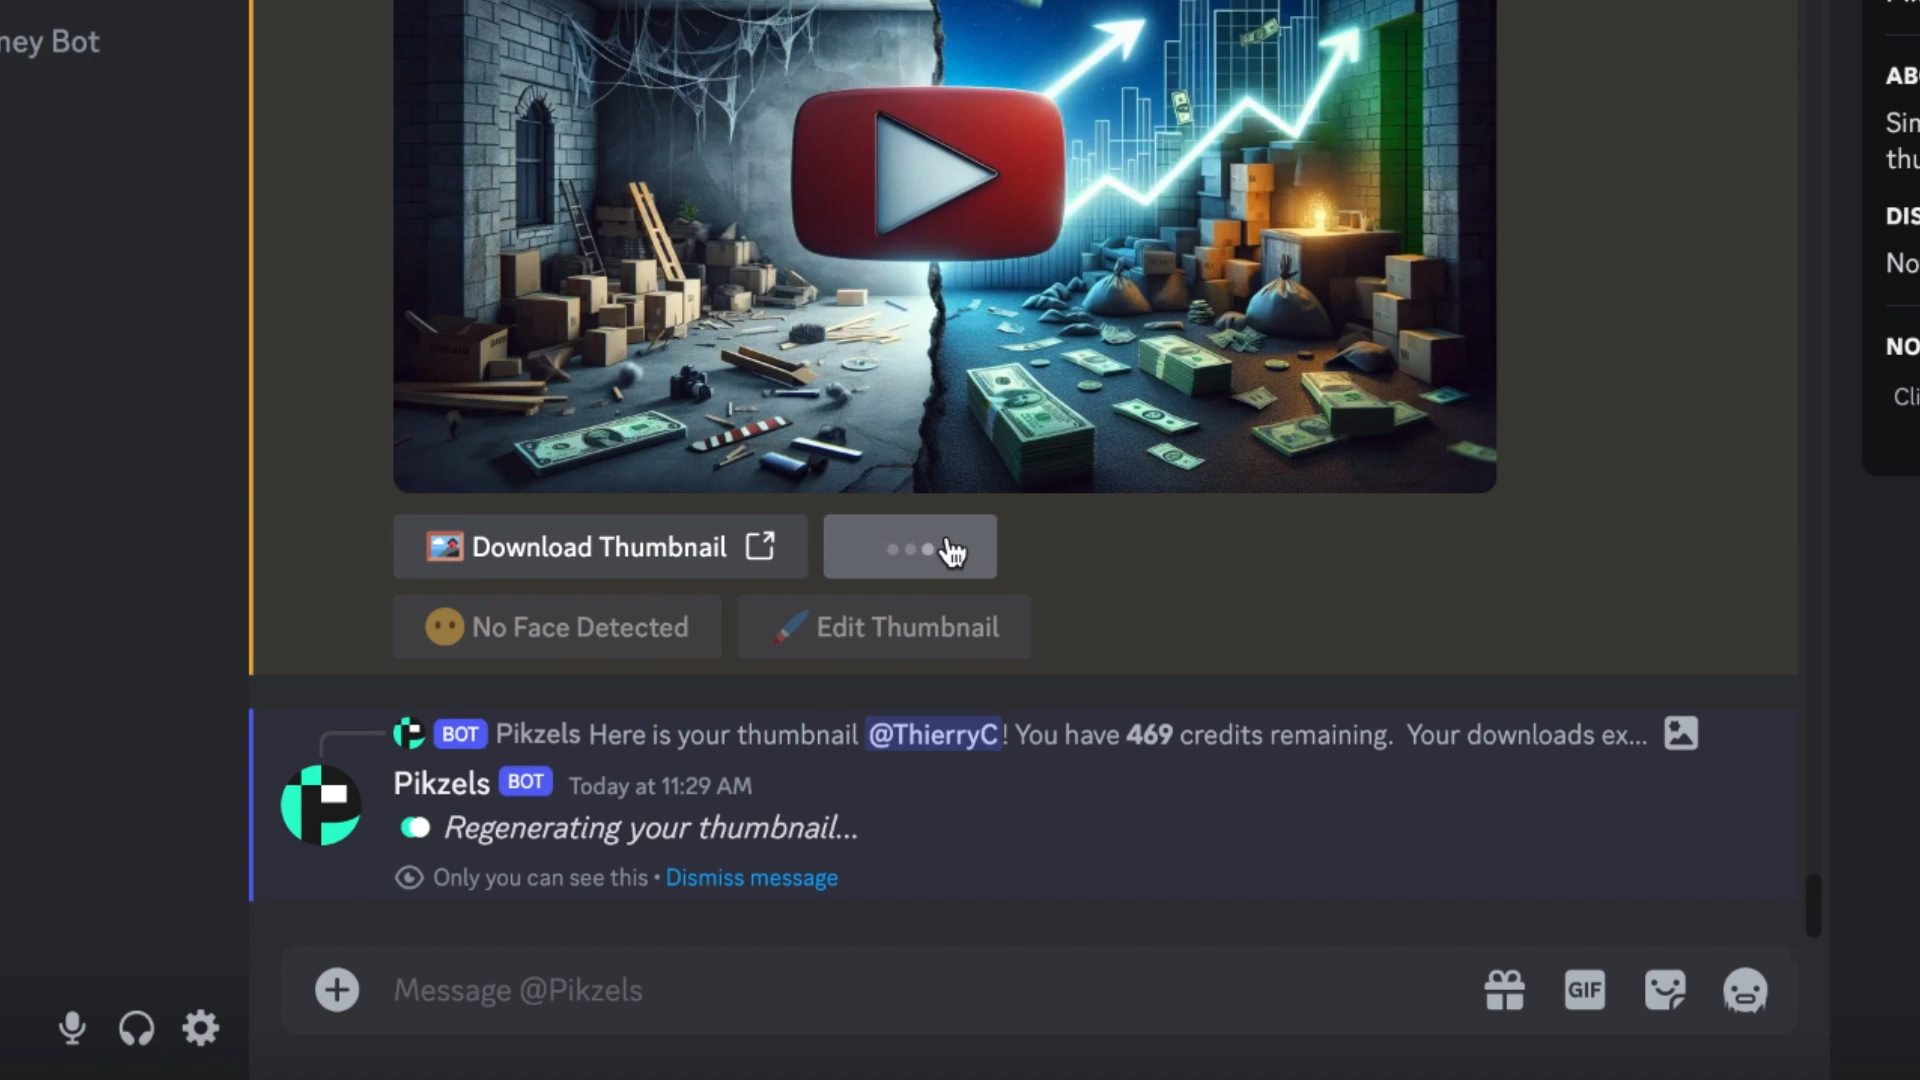 ney Bot
Download Thumbnail
No Face Detected
Edit Thumbnail
BOT Pikzels Here is your thumbnail @ThierryC! You have 469 credits remaining. Your downloads ex...
Pikzels BOT Today at 11:29 AM
Regenerating your thumbnail...
Only you can see this • Dismiss message
Message @Pikzels
GIF
AB
Sin
thu
DIS
No
NO
Cli